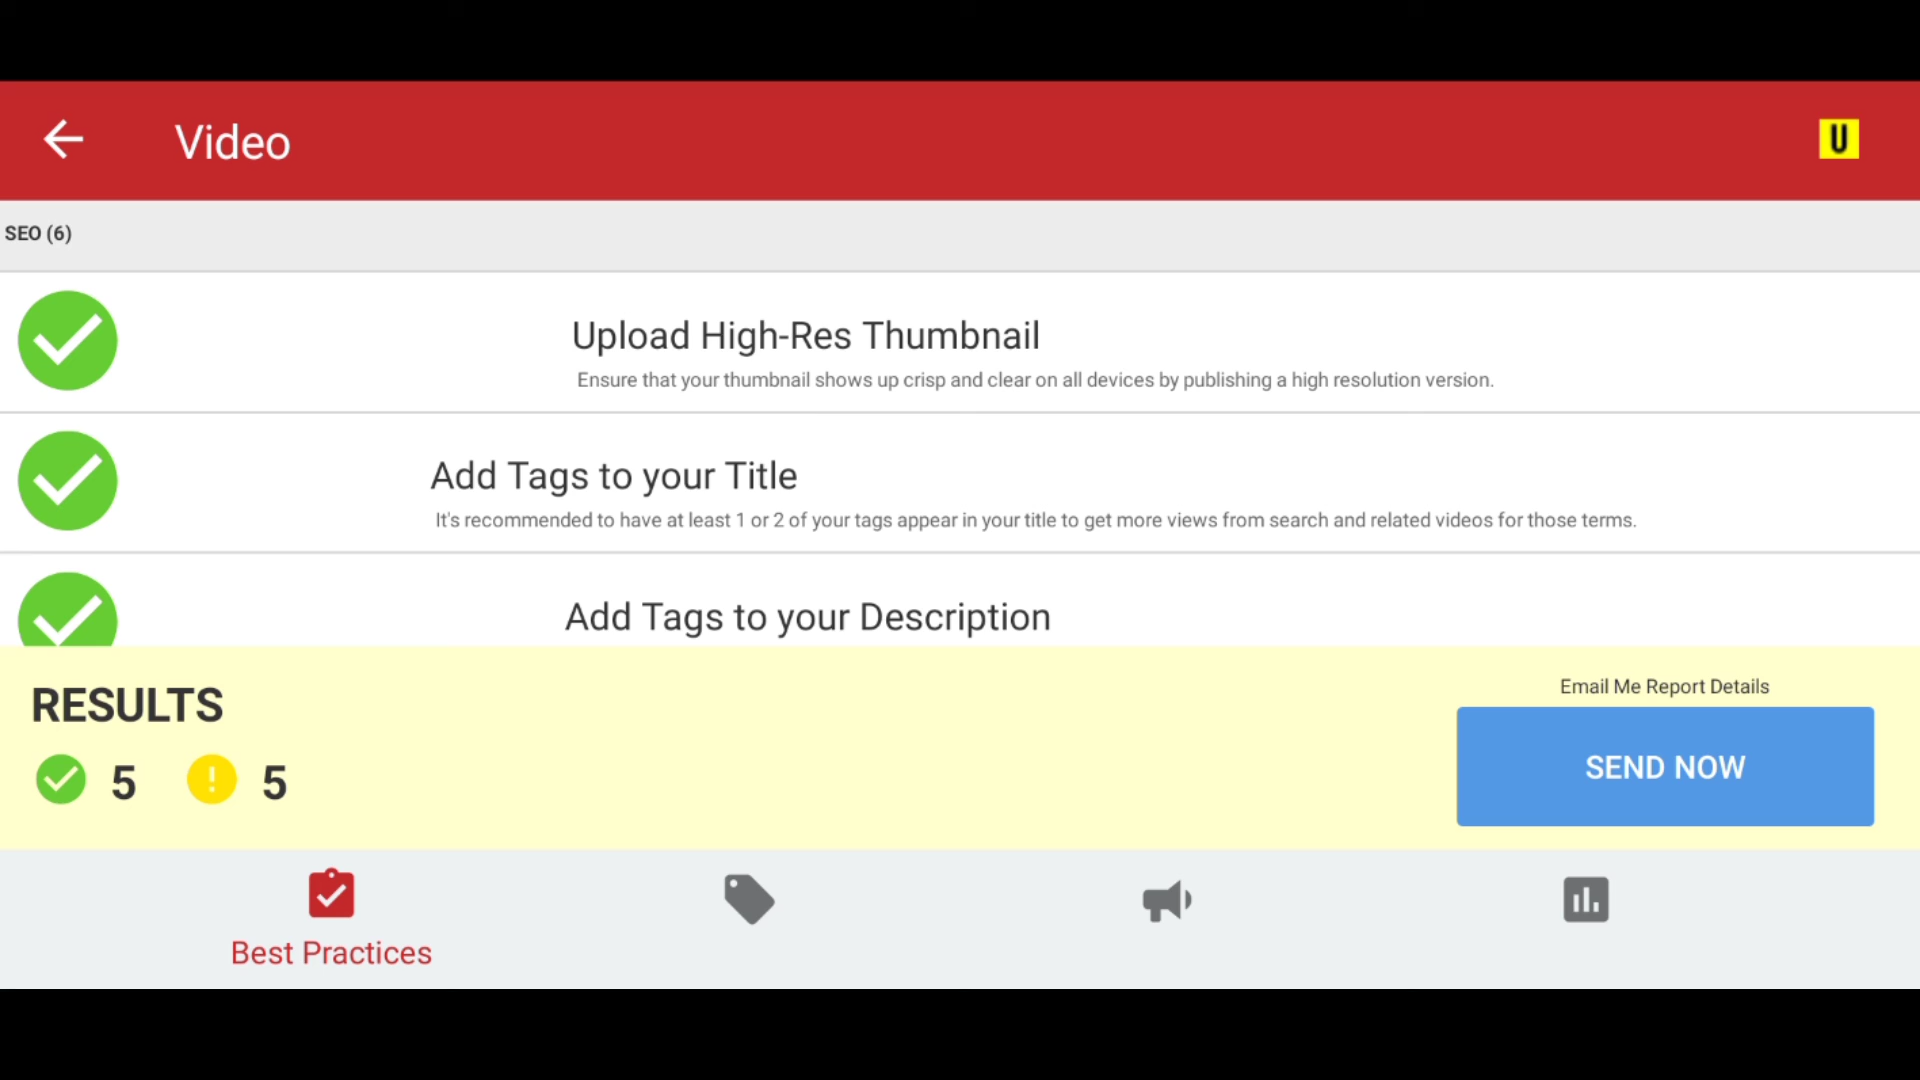 Video
U
SEO (6)
Upload High-Res Thumbnail
Ensure that your thumbnail shows up crisp and clear on all devices by publishing a high resolution version.
Add Tags to your Title
It's recommended to have at least 1 or 2 of your tags appear in your title to get more views from search and related videos for those terms.
Add Tags to your Description
RESULTS
5 5
Email Me Report Details
SEND NOW
Best Practices